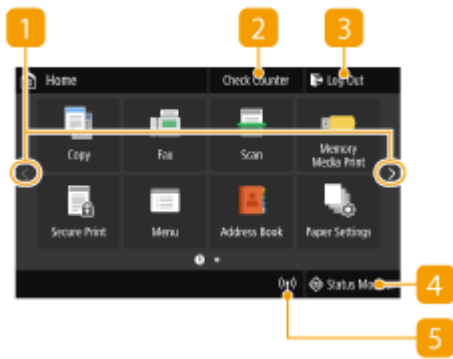 1 2 3
Home Check Counter Log Out
Copy Fax Scan Memory
Media Print
Secure Print Menu Address Book Paper Settings
Status Mo
4
5